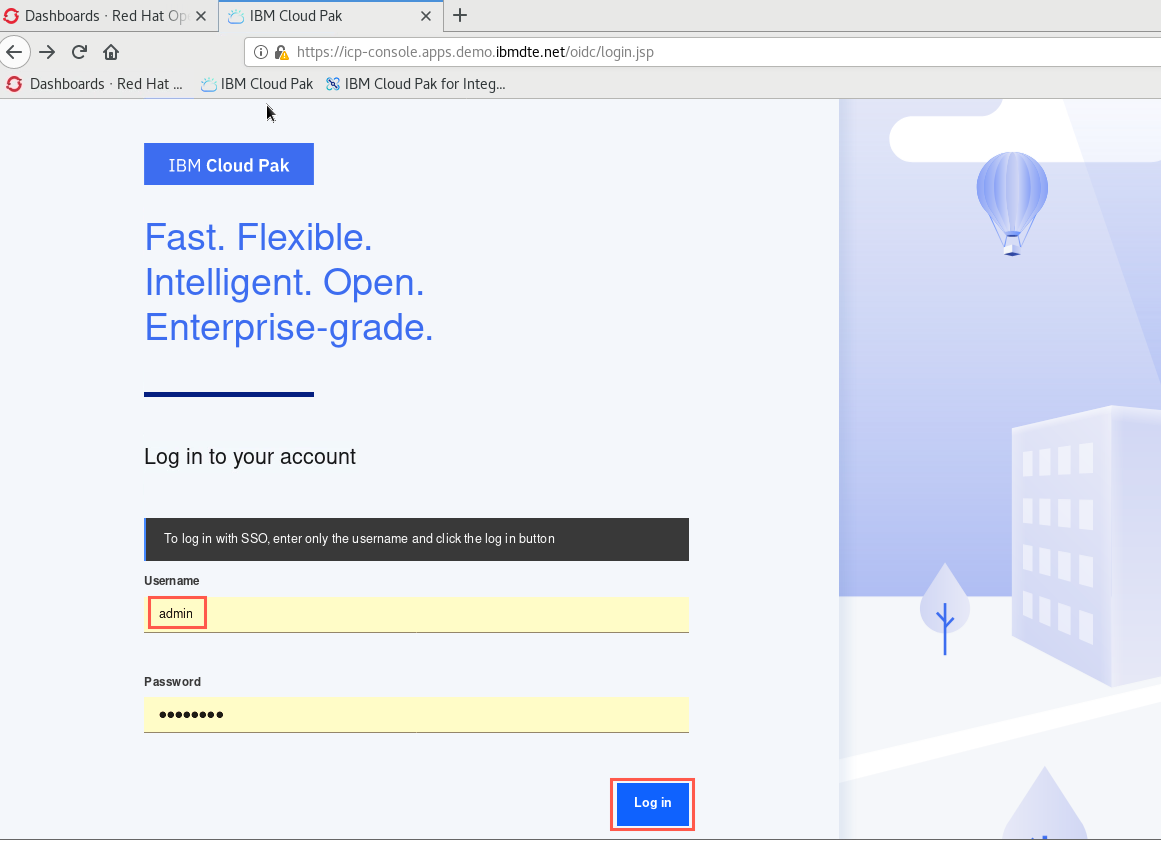 Dashboards · Red Hat Op
IBM Cloud Pak
https://icp-console.apps.demo.ibmdte.net/oidc/login.jsp
Dashboards · Red Hat ...
IBM Cloud Pak
IBM Cloud Pak for Integ...
IBM Cloud Pak
Fast. Flexible.
Intelligent. Open.
Enterprise-grade.
Log in to your account
To log in with SSO, enter only the username and click the log in button
Username
admin
Password
●●●●●●●●
Log in